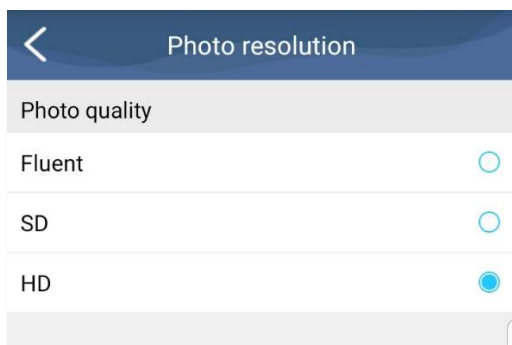 Photo resolution
Photo quality
Fluent
SD
HD